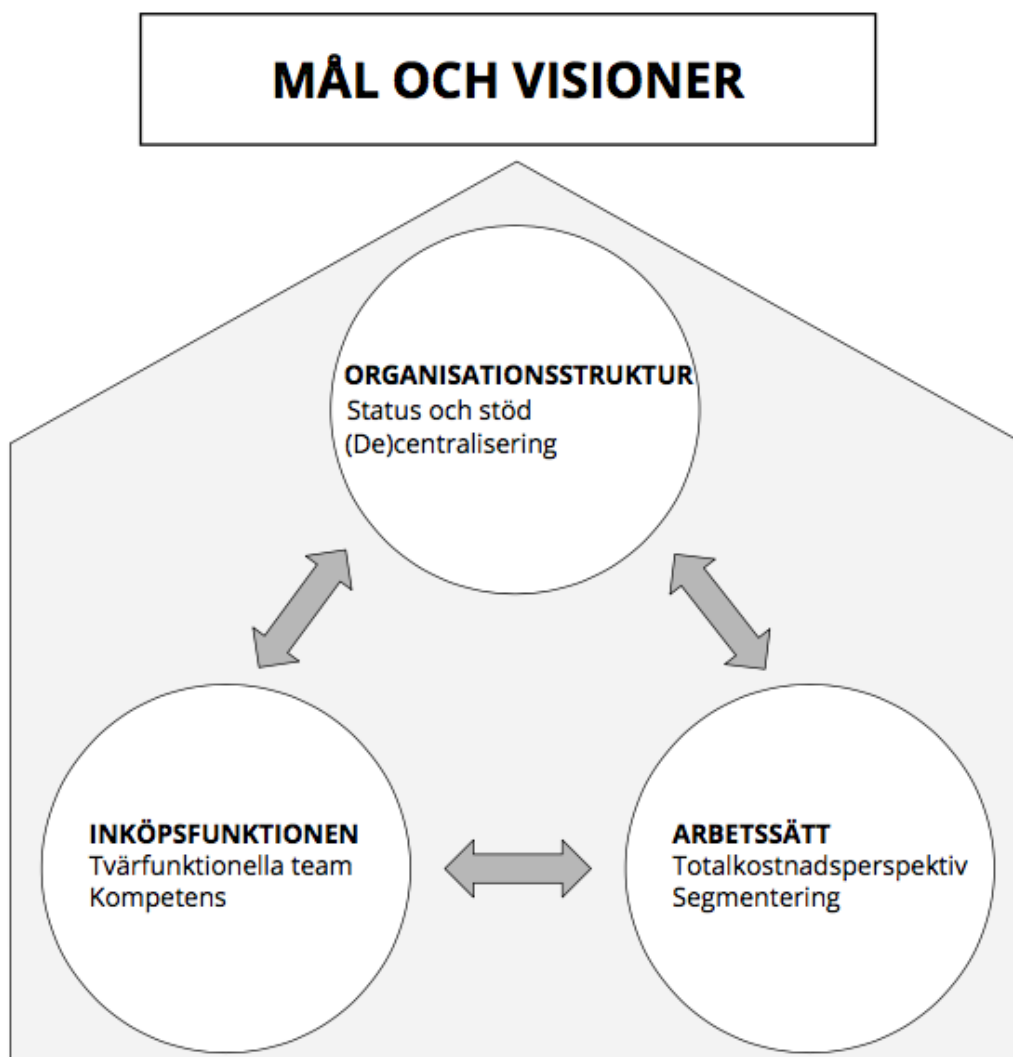 MÅL OCH VISIONER
ORGANISATIONSSTRUKTUR
Status och stöd
(De)centralisering
INKÖPSFUNKTIONEN
Tvärfunktionella team
Kompetens
ARBETSSÄTT
Totalkostnadsperspektiv
Segmentering